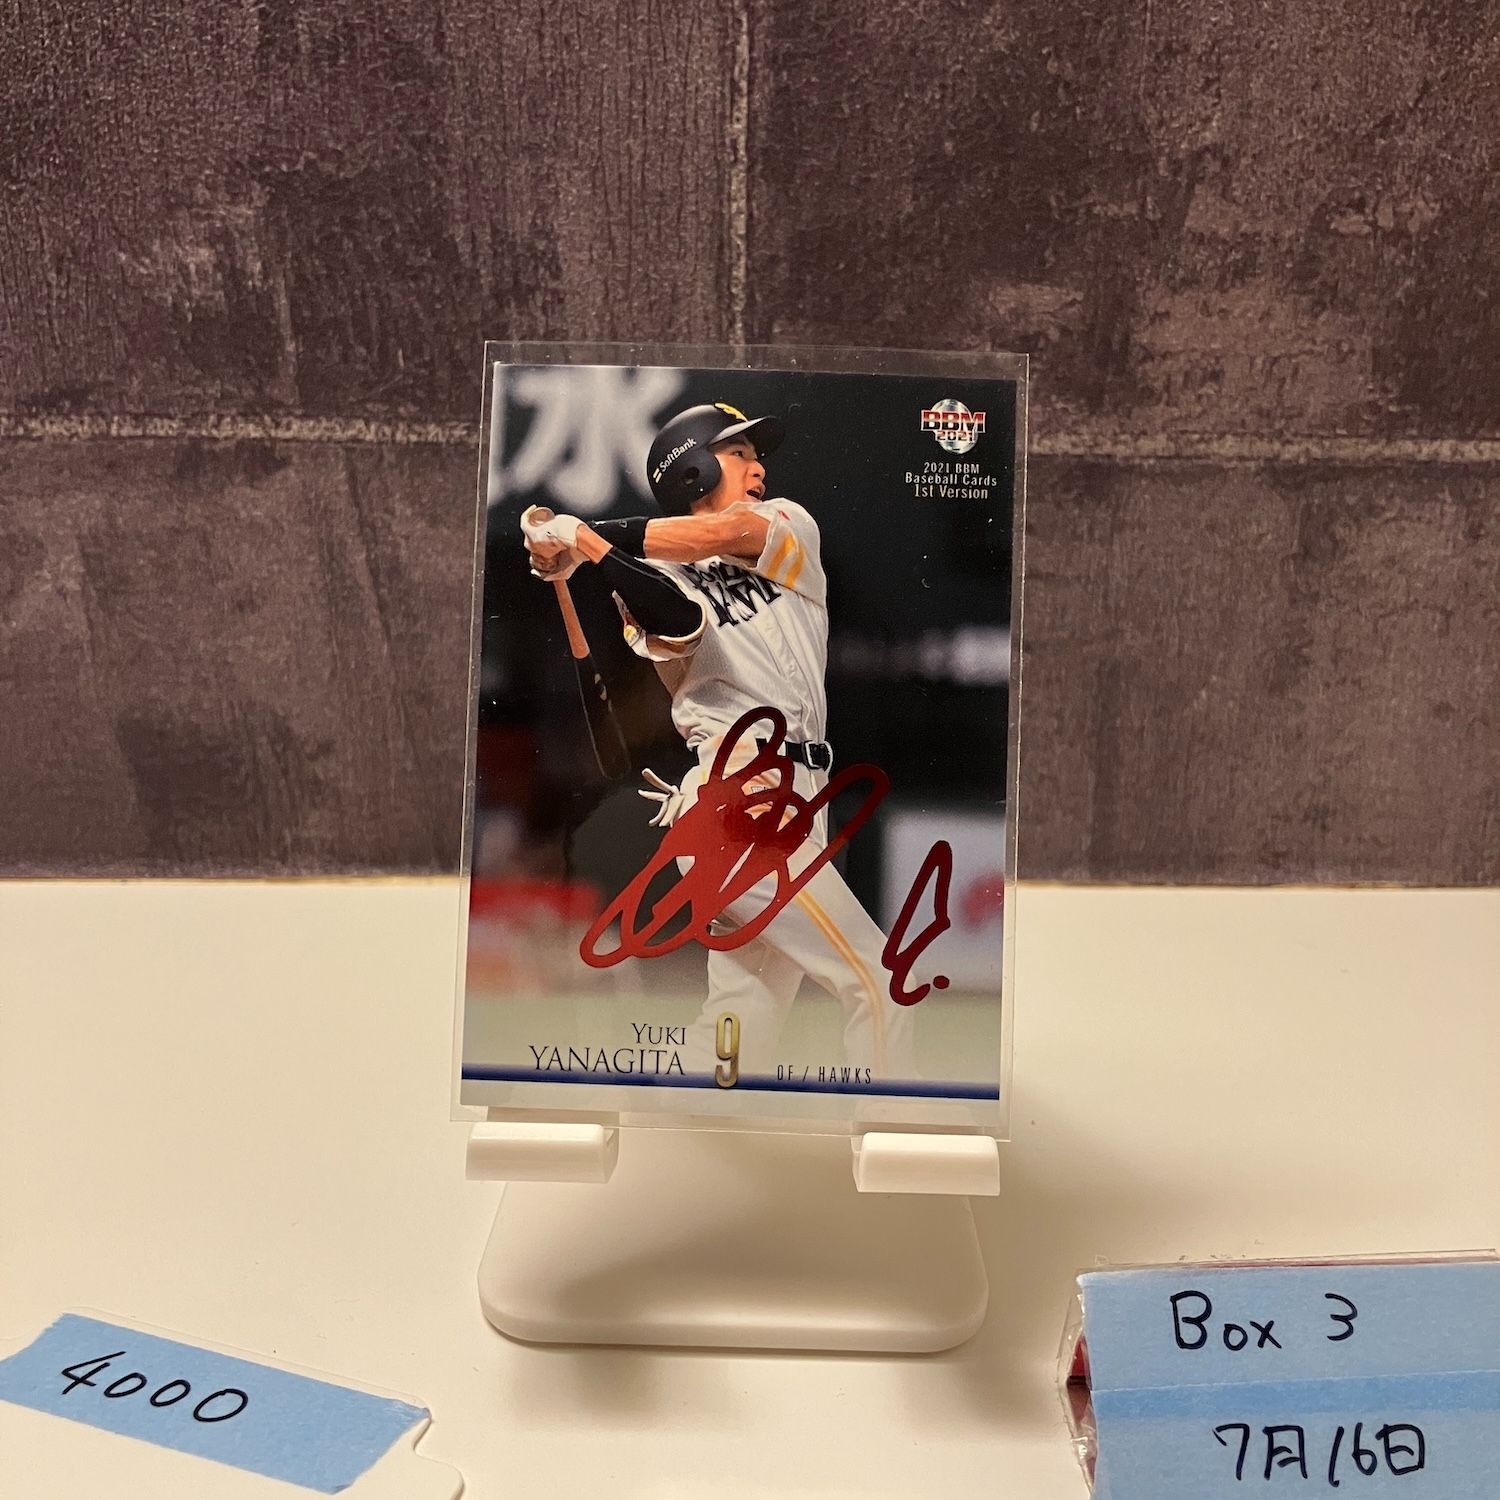 水
SoftBank
BBM
2021
2021 BBM
Baseball Cards
1st Version
YUKI
YANAGITA
9
OF / HAWKS
4000
Box 3
7月16日